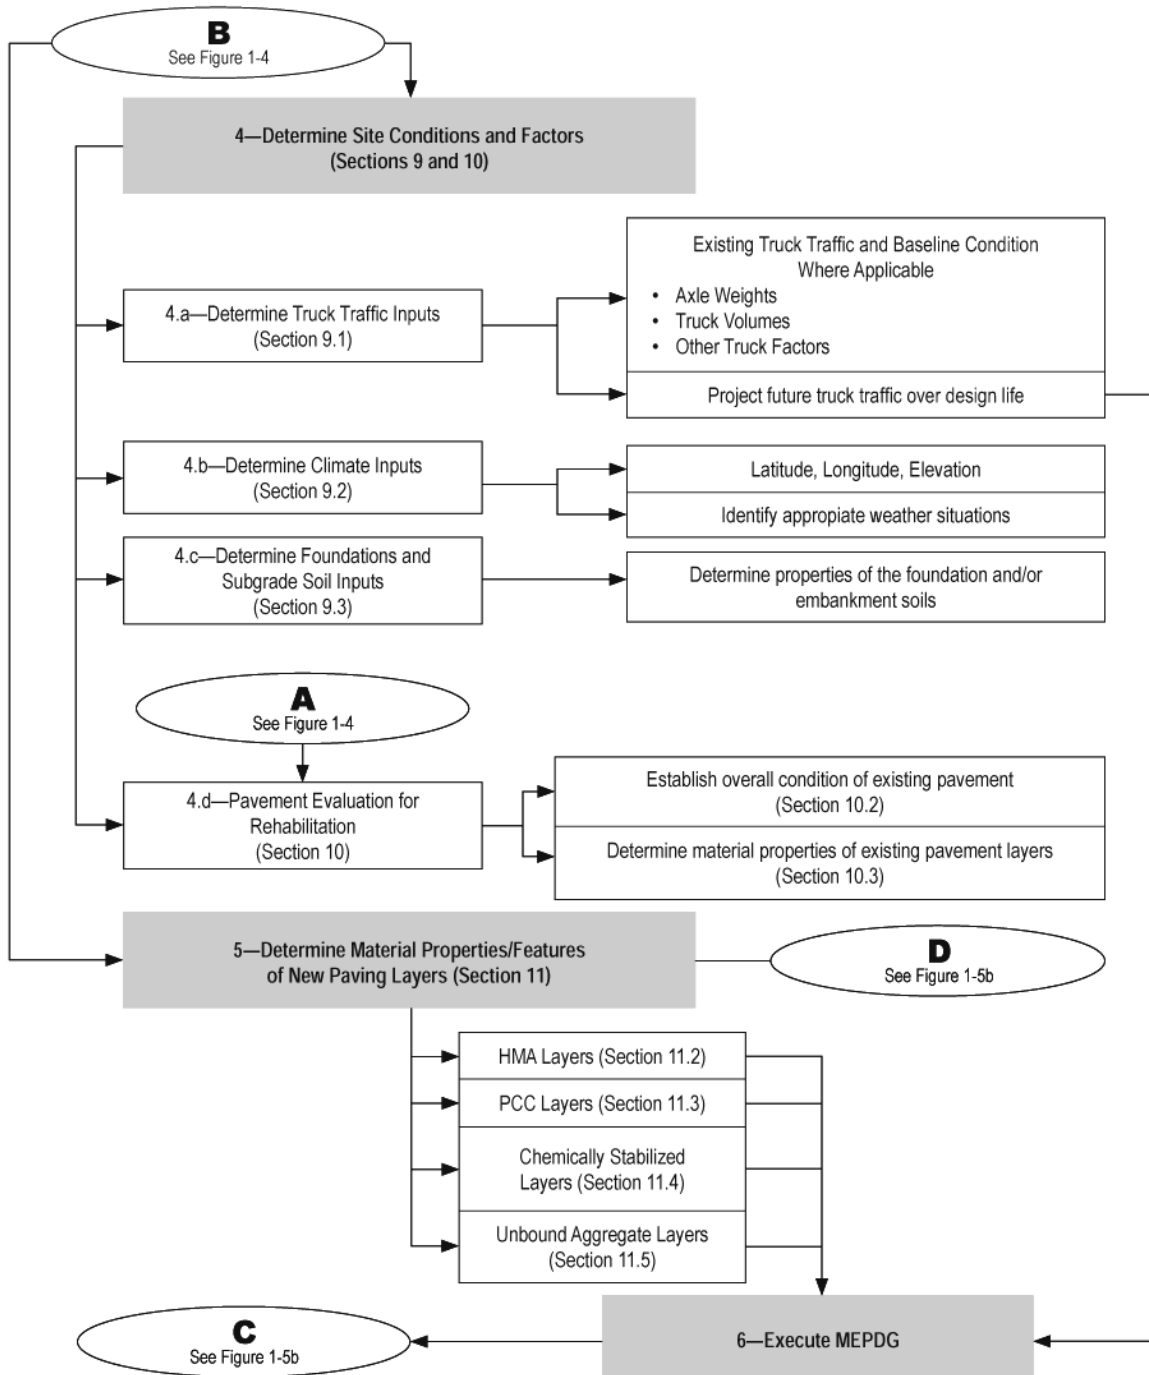 B
See Figure 1-4
4—Determine Site Conditions and Factors
(Sections 9 and 10)
Existing Truck Traffic and Baseline Condition
Where Applicable
• Axle Weights
• Truck Volumes
• Other Truck Factors
4.a—Determine Truck Traffic Inputs
(Section 9.1)
Project future truck traffic over design life
4.b—Determine Climate Inputs
(Section 9.2)
Latitude, Longitude, Elevation
Identify appropiate weather situations
4.c—Determine Foundations and
Subgrade Soil Inputs
(Section 9.3)
Determine properties of the foundation and/or
embankment soils
A
See Figure 1-4
4.d—Pavement Evaluation for
Rehabilitation
(Section 10)
Establish overall condition of existing pavement
(Section 10.2)
Determine material properties of existing pavement layers
(Section 10.3)
5—Determine Material Properties/Features
of New Paving Layers (Section 11)
D
See Figure 1-5b
HMA Layers (Section 11.2)
PCC Layers (Section 11.3)
Chemically Stabilized
Layers (Section 11.4)
Unbound Aggregate Layers
(Section 11.5)
C
See Figure 1-5b
6—Execute MEPDG